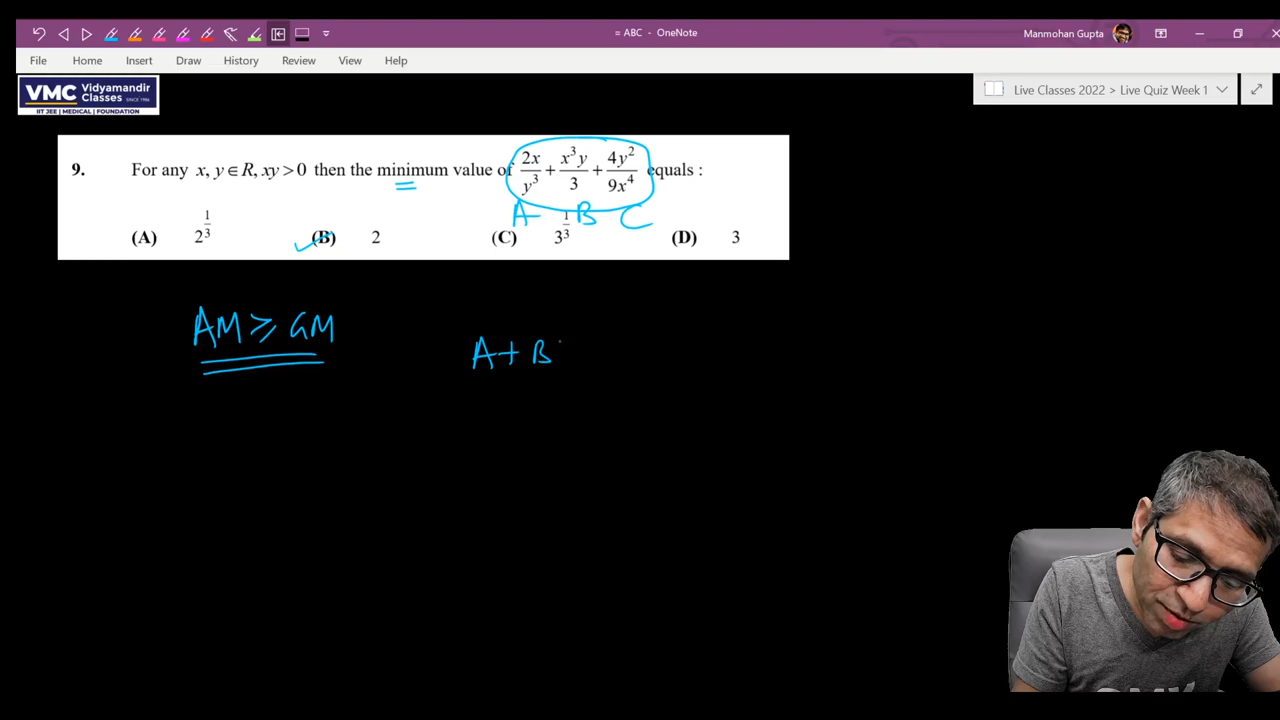 = ABC - OneNote
Manmohan Gupta
File Home Insert Draw History Review View Help
VMC Vidyamandir Classes SINCE 1986
IIT JEE | MEDICAL | FOUNDATION
Live Classes 2022 > Live Quiz Week 1
9. For any x, y ∈ R, xy > 0 then the minimum value of 2x/y³ + x³y/3 + 4y²/9x⁴ equals :
A B C
(A) 2^(1/3) (B) 2 (C) 3^(1/3) (D) 3
AM ≥ GM
A + B